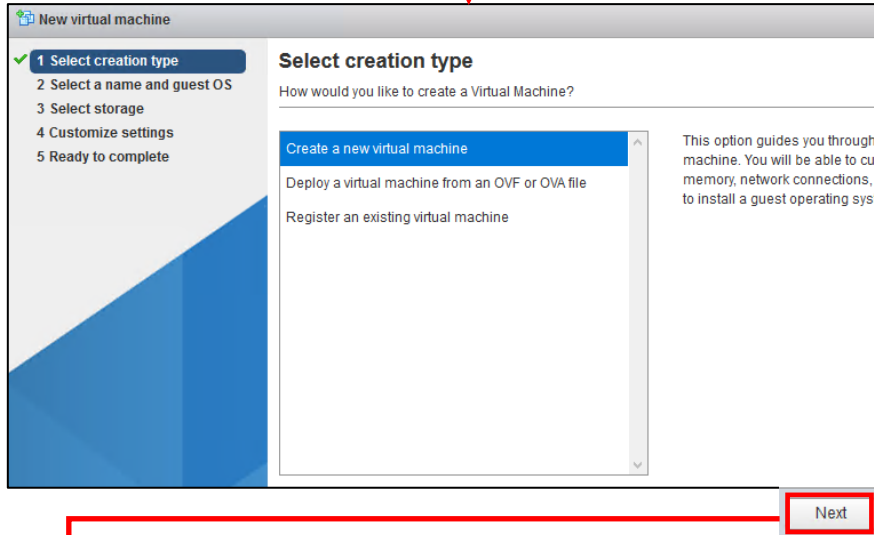 New virtual machine
1 Select creation type
2 Select a name and guest OS
3 Select storage
4 Customize settings
5 Ready to complete
Select creation type
How would you like to create a Virtual Machine?
Create a new virtual machine
Deploy a virtual machine from an OVF or OVA file
Register an existing virtual machine
This option guides you through
machine. You will be able to cu
memory, network connections,
to install a guest operating sys
Next